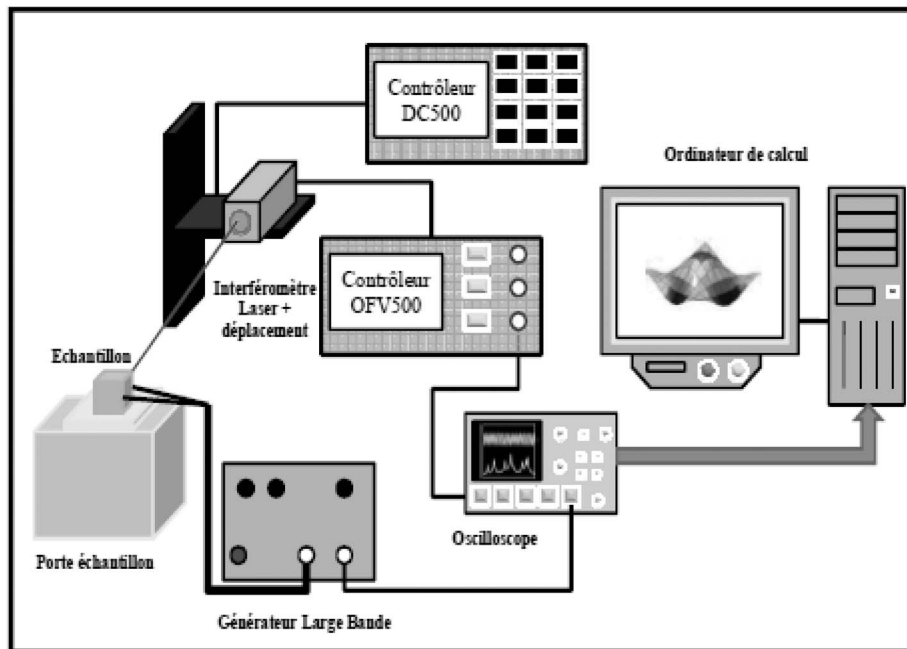 Contrôleur
DC500
Ordinateur de calcul
Contrôleur
OFV500
Interféromètre
Laser +
déplacement
Echantillon
Oscilloscope
Porte échantillon
Générateur Large Bande